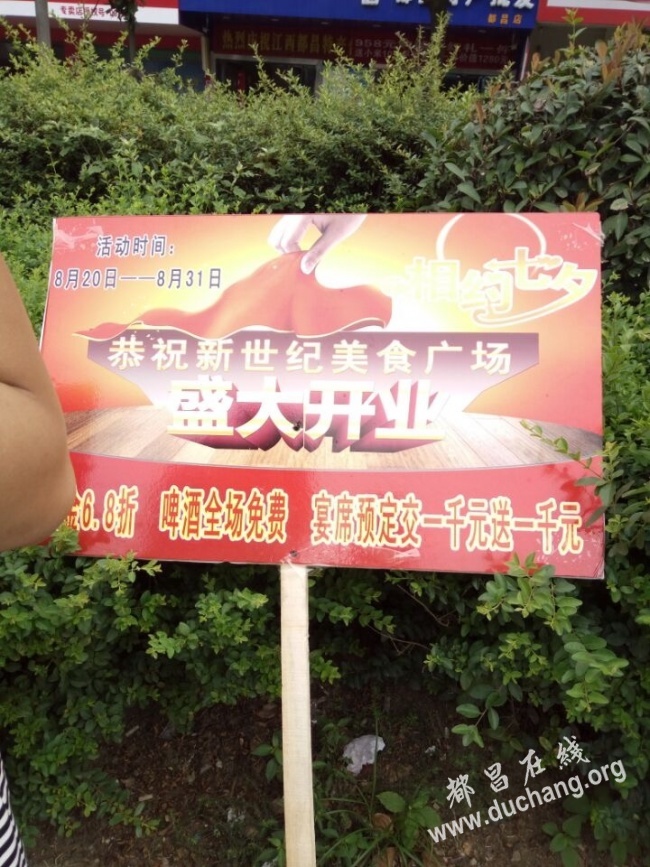 都昌店
活动时间:
8月20日——8月31日
相约七夕
恭祝新世纪美食广场
盛大开业
6.8折 啤酒全场免费 宴席预定交一千元送一千元
都昌在线
www.duchang.org